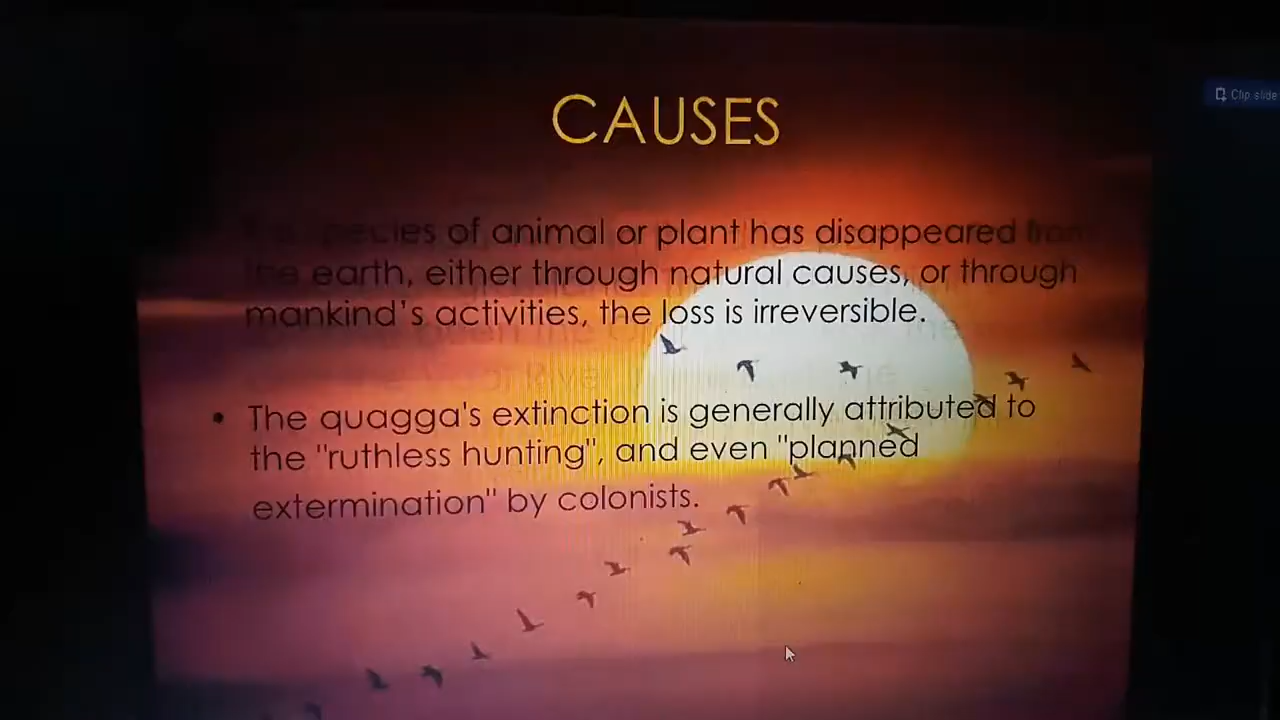 CAUSES
Clip slide
species of animal or plant has disappeared from
the earth, either through natural causes, or through
mankind's activities, the loss is irreversible.
• The quagga's extinction is generally attributed to
the "ruthless hunting", and even "planned
extermination" by colonists.